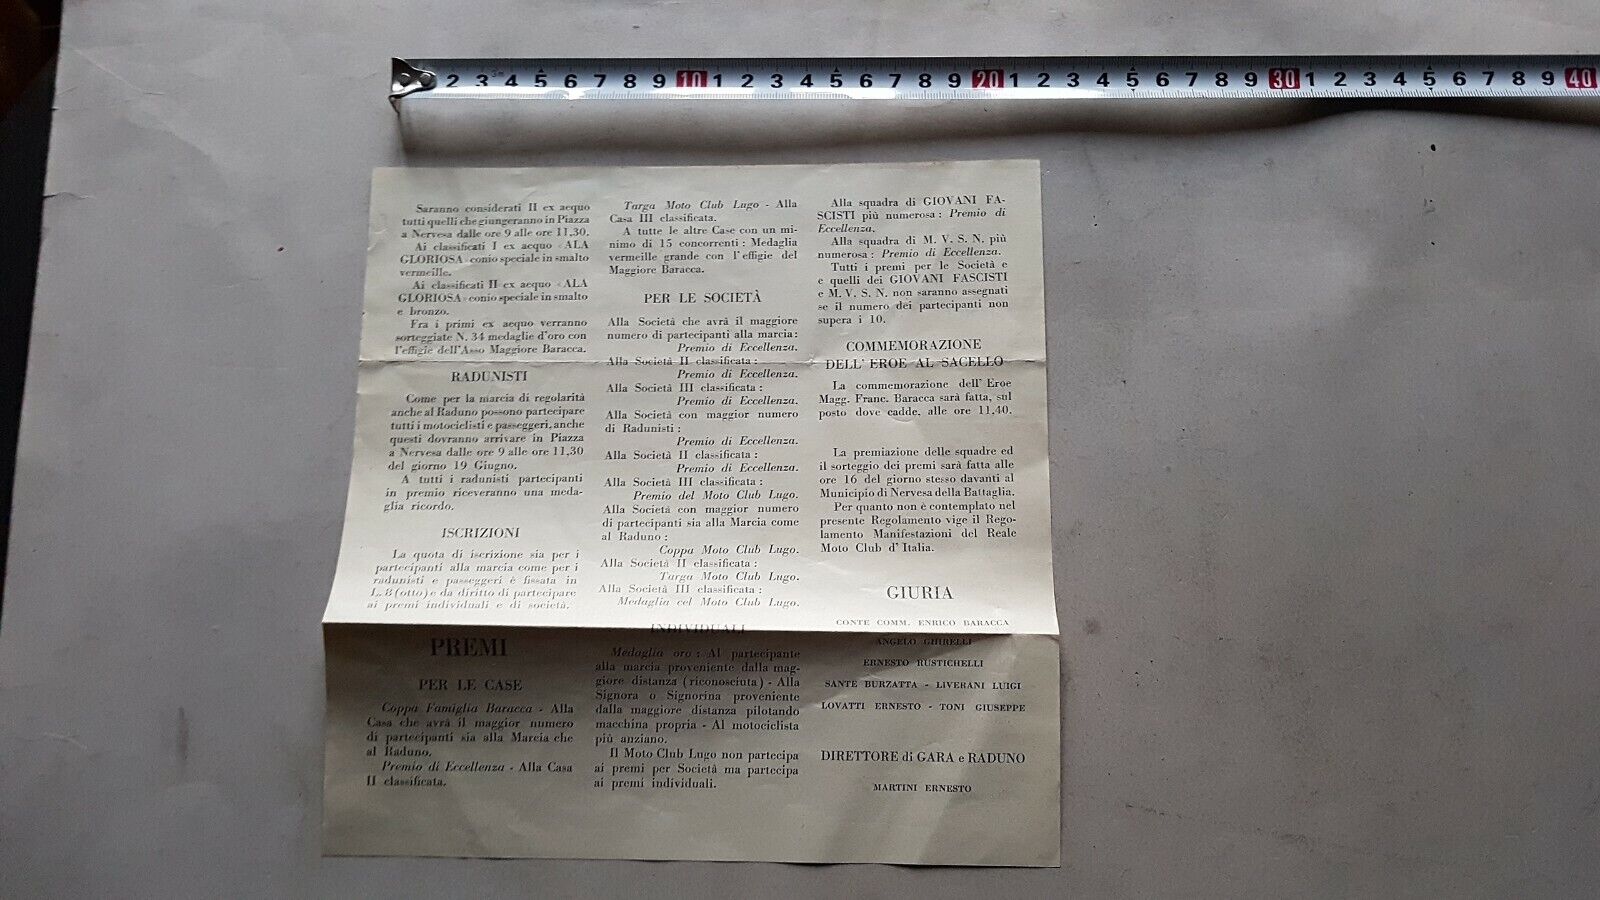 2 3 3m 4 5 6 7 8 9 10 1 2 3 4 5 6 7 8 9 20 1 2 3 4 5 6 7 8 9 30 1 2 3 4 5 6 7 8 9 40
Saranno considerati II ex aequo
tutti quelli che giungeranno in Piazza
a Nervesa dalle ore 9 alle ore 11,30.
Ai classificati I ex aequo «ALA
GLORIOSA» conio speciale in smalto
vermeille.
Ai classificati II ex aequo «ALA
GLORIOSA» conio speciale in smalto
e bronzo.
Fra i primi ex aequo verranno
sorteggiate N. 34 medaglie d'oro con
l'effigie dell'Asso Maggiore Baracca.
RADUNISTI
Come per la marcia di regolarità
anche al Raduno possono partecipare
tutti i motociclisti e passeggeri, anche
questi dovranno arrivare in Piazza
a Nervesa dalle ore 9 alle ore 11,30
del giorno 19 Giugno.
A tutti i radunisti partecipanti
in premio riceveranno una meda-
glia ricordo.
ISCRIZIONI
La quota di iscrizione sia per i
partecipanti alla marcia come per i
radunisti e passeggeri è fissata in
L. 8 (otto) e da diritto di partecipare
ai premi individuali e di società.
PREMI
PER LE CASE
Coppa Famiglia Baracca - Alla
Casa che avrà il maggior numero
di partecipanti sia alla Marcia che
al Raduno.
Premio di Eccellenza - Alla Casa
II classificata.
Targa Moto Club Lugo - Alla
Casa III classificata.
A tutte le altre Case con un mi-
nimo di 15 concorrenti: Medaglia
vermeille grande con l'effigie del
Maggiore Baracca.
PER LE SOCIETÀ
Alla Società che avrà il maggiore
numero di partecipanti alla marcia:
Premio di Eccellenza.
Alla Società II classificata:
Premio di Eccellenza.
Alla Società III classificata:
Premio di Eccellenza.
Alla Società con maggior numero
di Radunisti:
Premio di Eccellenza.
Alla Società II classificata:
Premio di Eccellenza.
Alla Società III classificata:
Premio del Moto Club Lugo.
Alla Società con maggior numero
di partecipanti sia alla Marcia come
al Raduno:
Coppa Moto Club Lugo.
Alla Società II classificata:
Targa Moto Club Lugo.
Alla Società III classificata:
Medaglia cel Moto Club Lugo.
INDIVIDUALI
Medaglia oro: Al partecipante
alla marcia proveniente dalla mag-
giore distanza (riconosciuta) - Alla
Signora o Signorina proveniente
dalla maggiore distanza pilotando
macchina propria - Al motociclista
più anziano.
Il Moto Club Lugo non partecipa
ai premi per Società ma partecipa
ai premi individuali.
Alla squadra di GIOVANI FA-
SCISTI più numerosa: Premio di
Eccellenza.
Alla squadra di M. V. S. N. più
numerosa: Premio di Eccellenza.
Tutti i premi per le Società e
e quelli dei GIOVANI FASCISTI
e M. V. S. N. non saranno assegnati
se il numero dei partecipanti non
supera i 10.
COMMEMORAZIONE
DELL'EROE AL SACELLO
La commemorazione dell'Eroe
Magg. Franc. Baracca sarà fatta, sul
posto dove cadde, alle ore 11,40.
La premiazione delle squadre ed
il sorteggio dei premi sarà fatta alle
ore 16 del giorno stesso davanti al
Municipio di Nervesa della Battaglia.
Per quanto non è contemplato nel
presente Regolamento vige il Rego-
lamento Manifestazioni del Reale
Moto Club d'Italia.
GIURIA
CONTE COMM. ENRICO BARACCA
ANGELO GHIRELLI
ERNESTO RUSTICHELLI
SANTE BURZATTA - LIVERANI LUIGI
LOVATTI ERNESTO - TONI GIUSEPPE
DIRETTORE di GARA e RADUNO
MARTINI ERNESTO